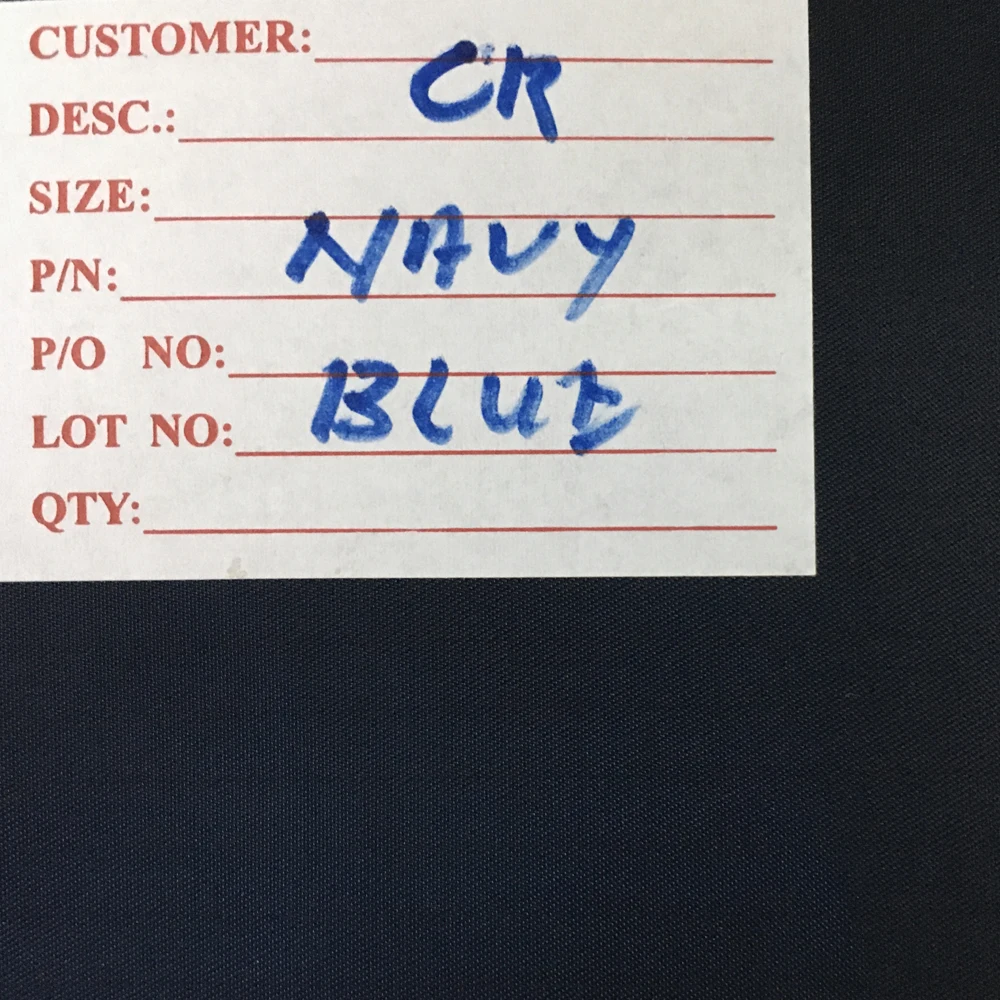 CUSTOMER:
CR
DESC.:
SIZE:
NAVY
P/N:
P/O NO:
BLUE
LOT NO:
QTY: